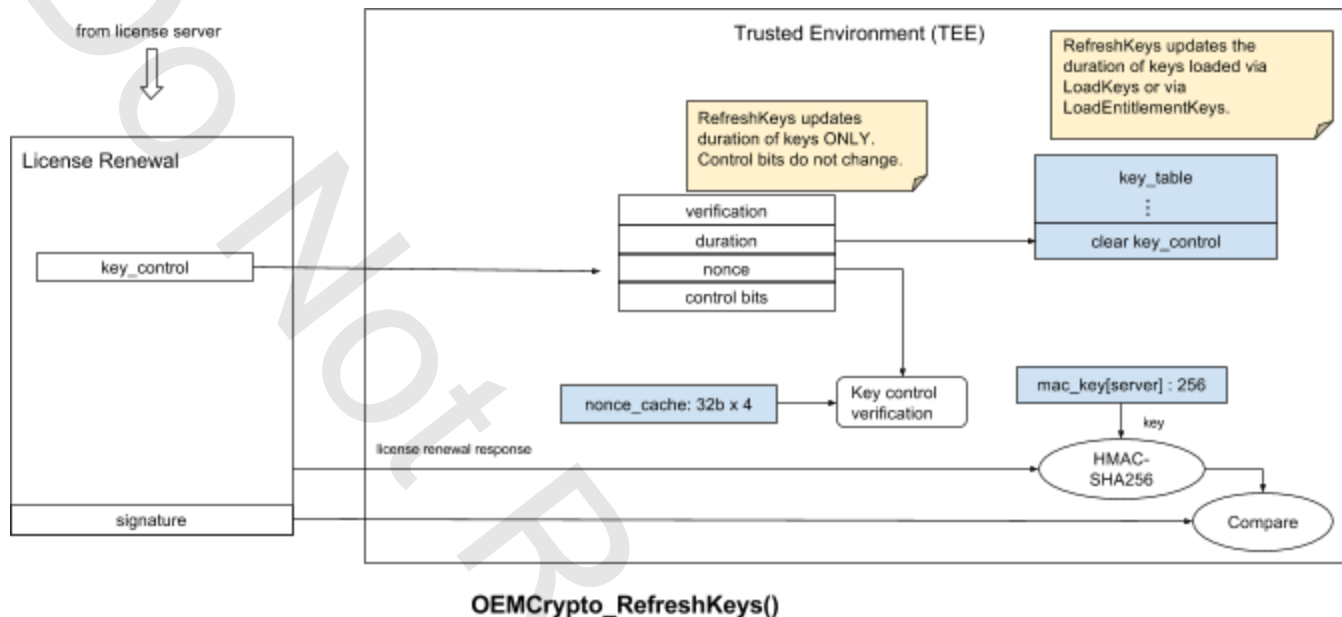 from license server
Trusted Environment (TEE)
RefreshKeys updates the
duration of keys loaded via
LoadKeys or via
LoadEntitlementKeys.
RefreshKeys updates
duration of keys ONLY.
Control bits do not change.
License Renewal
key_control
verification
duration
nonce
control bits
key_table
⋮
clear key_control
nonce_cache: 32b x 4
Key control
verification
mac_key[server] : 256
key
license renewal response
HMAC-
SHA256
signature
Compare
OEMCrypto_RefreshKeys()
Do Not R